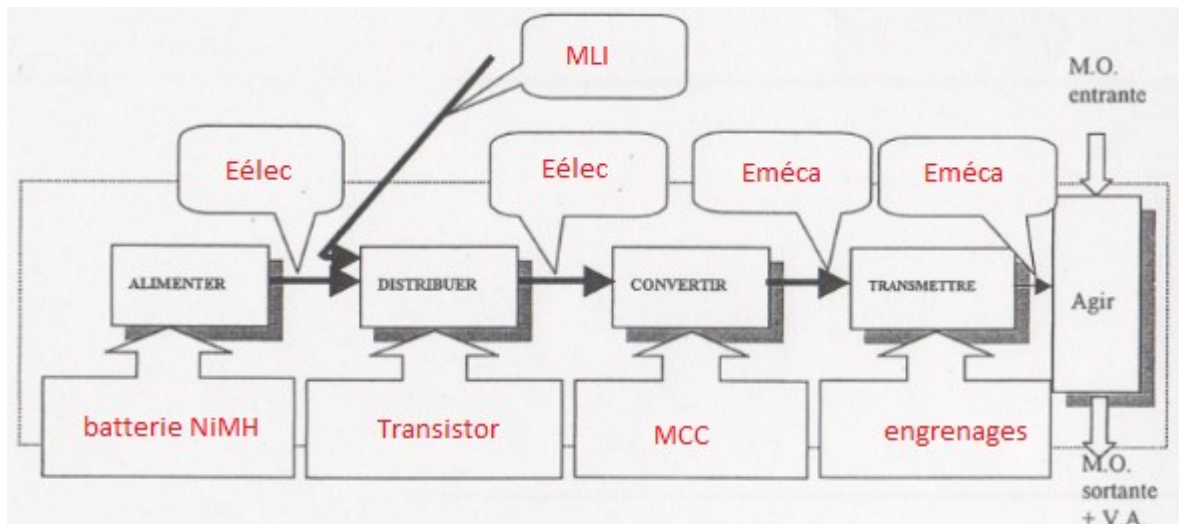 MLI
M.O.
entrante
Eélec
Eélec
Eméca
Eméca
ALIMENTER
DISTRIBUER
CONVERTIR
TRANSMETTRE
Agir
batterie NiMH
Transistor
MCC
engrenages
M.O.
sortante
+ V.A.